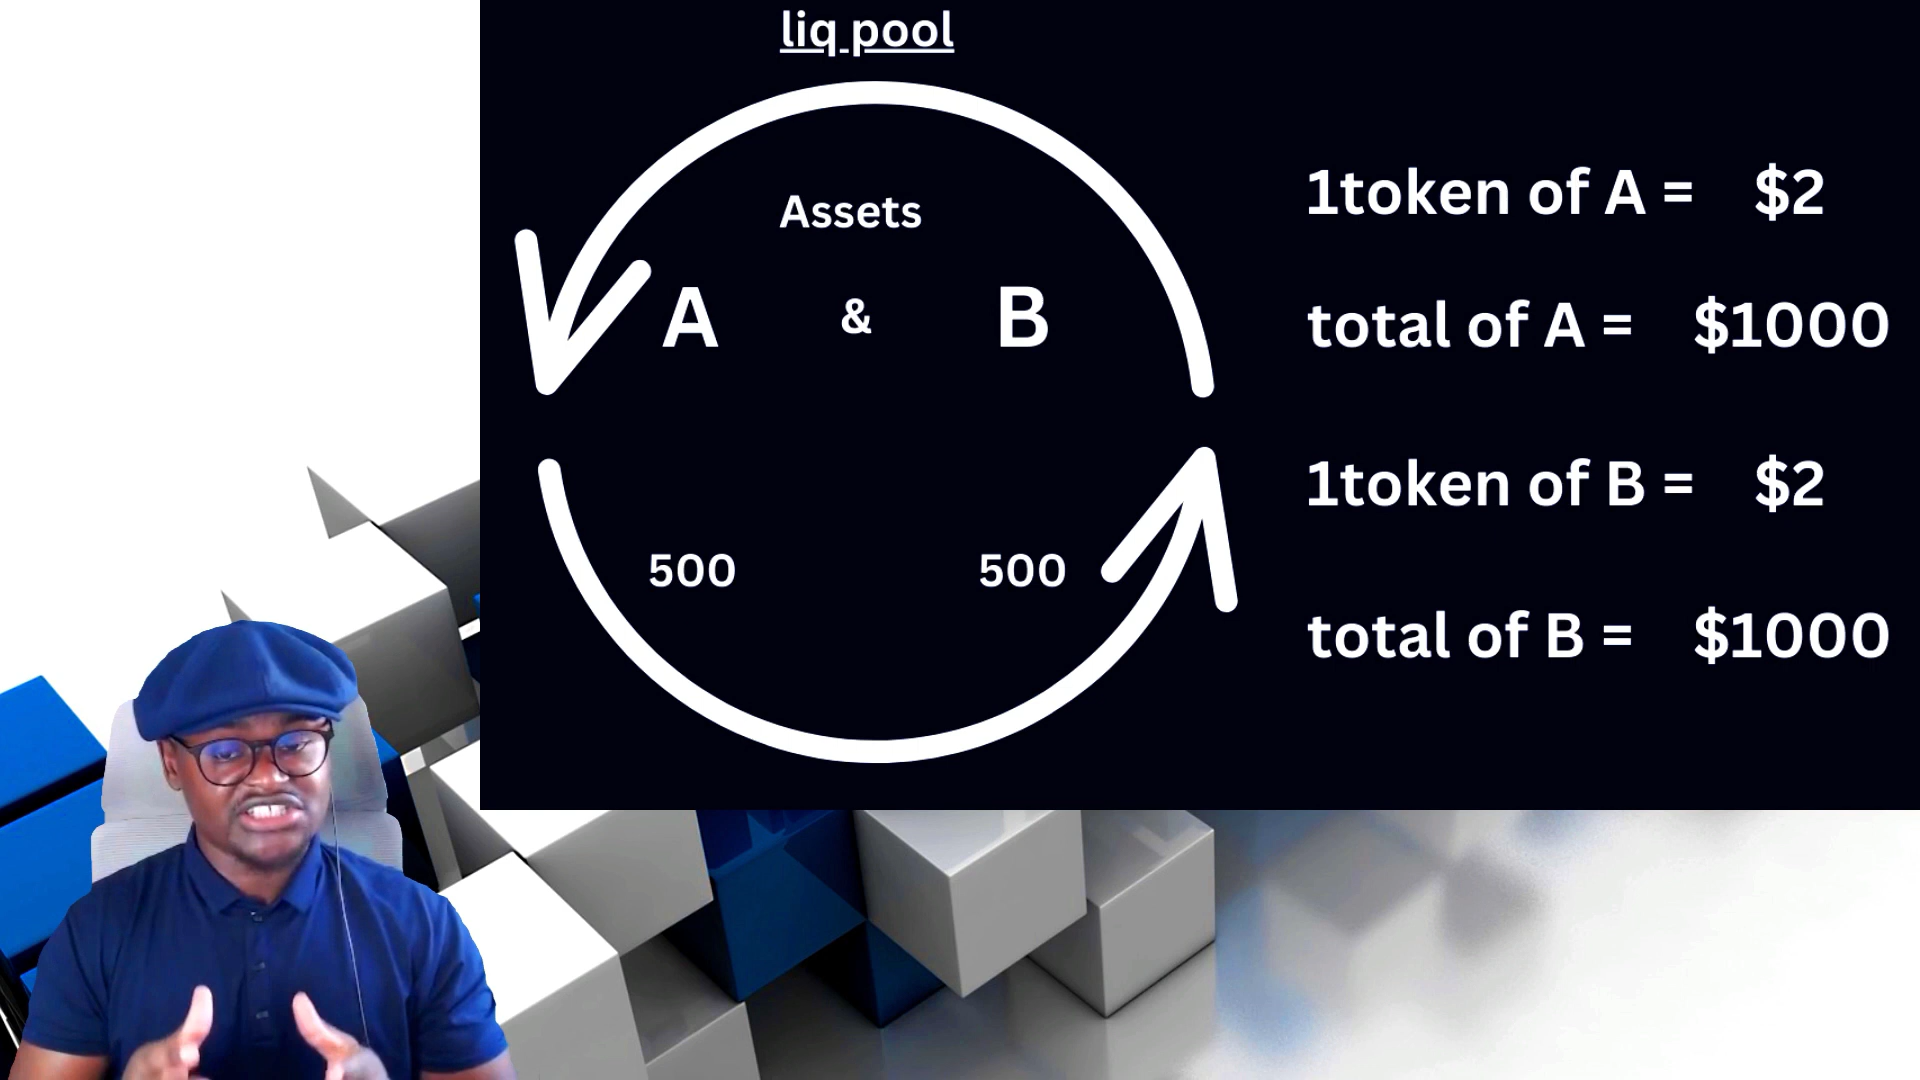 liq pool
Assets
A & B
500 500
1token of A = $2
total of A = $1000
1token of B = $2
total of B = $1000